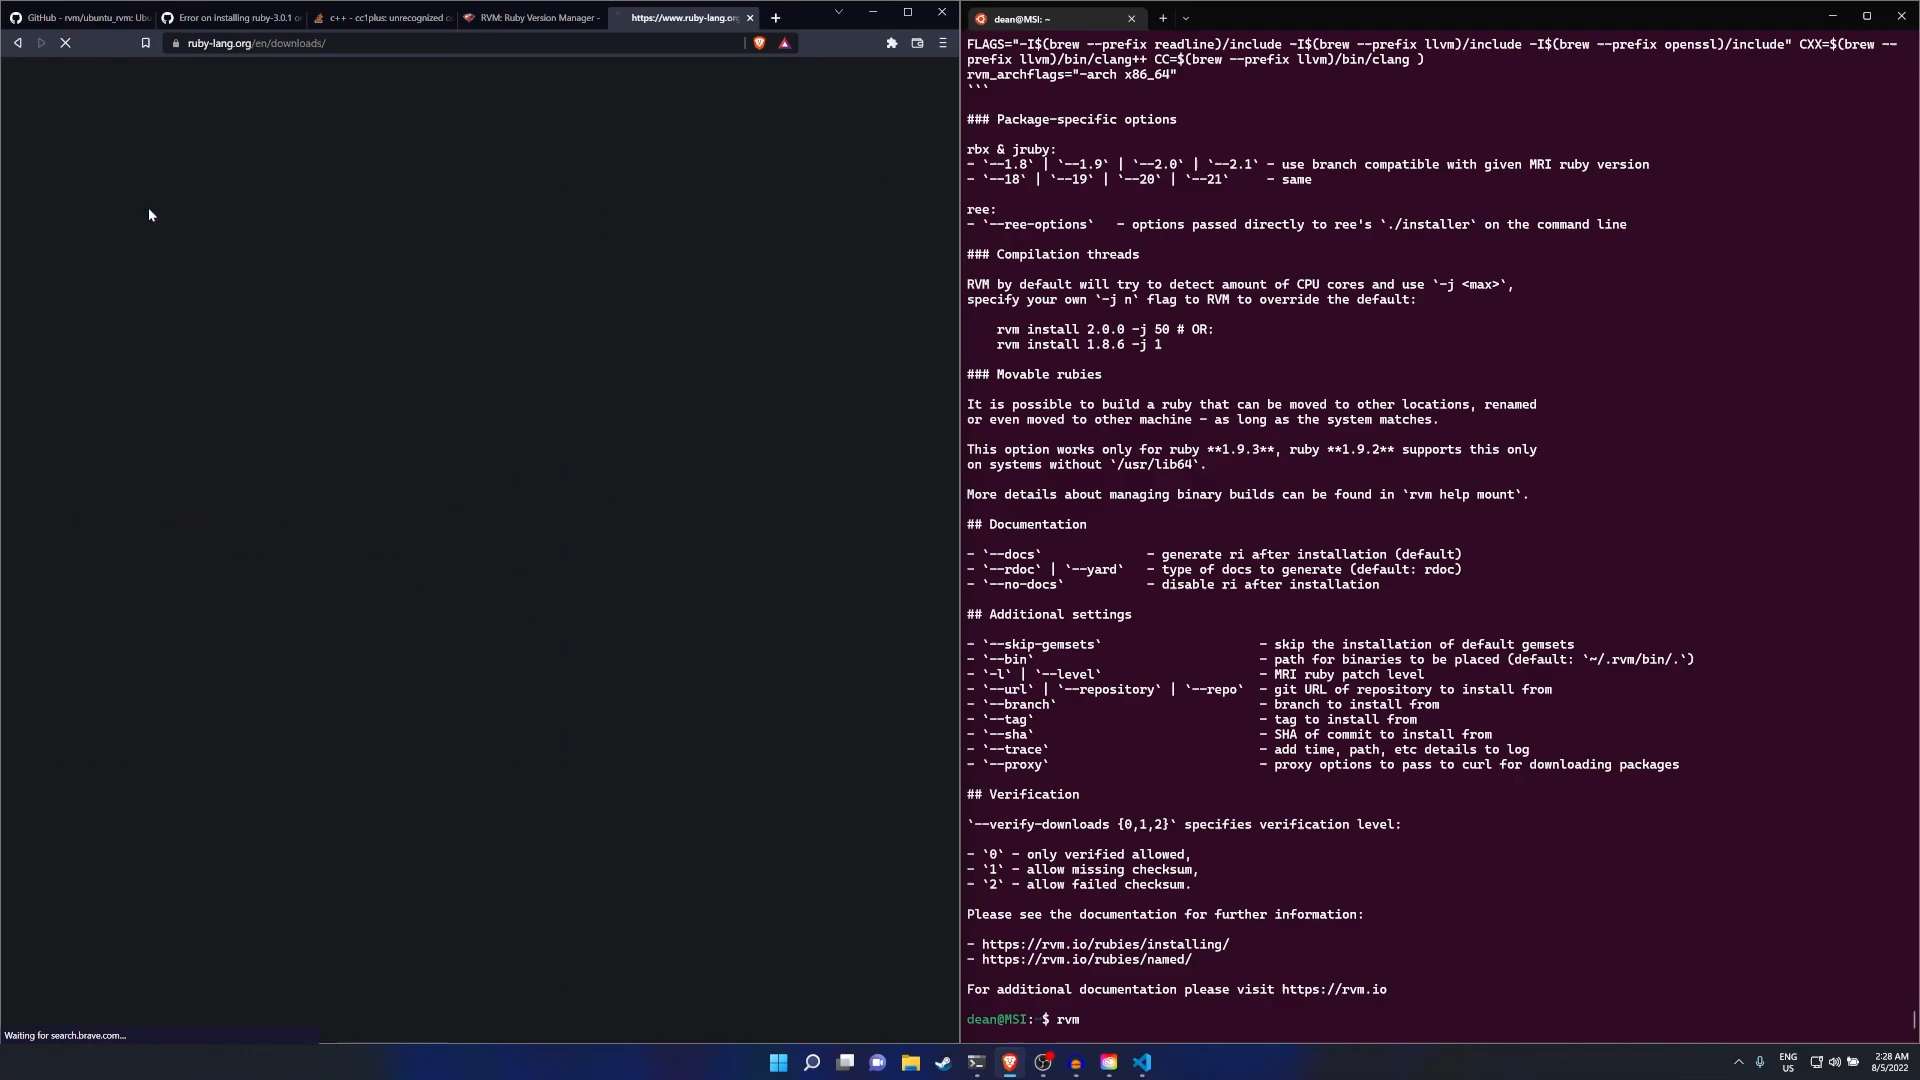 GitHub - rvm/ubuntu_rvm: Ubu
Error on installing ruby-3.0.1 o
c++ - cc1plus: unrecognized c
RVM: Ruby Version Manager -
https://www.ruby-lang.org
ruby-lang.org/en/downloads/
Waiting for search.brave.com...
dean@MSI: ~
FLAGS="-I$(brew --prefix readline)/include -I$(brew --prefix llvm)/include -I$(brew --prefix openssl)/include" CXX=$(brew --
prefix llvm)/bin/clang++ CC=$(brew --prefix llvm)/bin/clang )
rvm_archflags="-arch x86_64"
```
### Package-specific options
rbx & jruby:
- `--1.8` | `--1.9` | `--2.0` | `--2.1` - use branch compatible with given MRI ruby version
- `--18` | `--19` | `--20` | `--21` - same
ree:
- `--ree-options` - options passed directly to ree's `./installer` on the command line
### Compilation threads
RVM by default will try to detect amount of CPU cores and use `-j <max>`,
specify your own `-j n` flag to RVM to override the default:
rvm install 2.0.0 -j 50 # OR:
rvm install 1.8.6 -j 1
### Movable rubies
It is possible to build a ruby that can be moved to other locations, renamed
or even moved to other machine - as long as the system matches.
This option works only for ruby **1.9.3**, ruby **1.9.2** supports this only
on systems without `/usr/lib64`.
More details about managing binary builds can be found in `rvm help mount`.
## Documentation
- `--docs` - generate ri after installation (default)
- `--rdoc` | `--yard` - type of docs to generate (default: rdoc)
- `--no-docs` - disable ri after installation
## Additional settings
- `--skip-gemsets` - skip the installation of default gemsets
- `--bin` - path for binaries to be placed (default: `~/.rvm/bin/.`)
- `-l` | `--level` - MRI ruby patch level
- `--url` | `--repository` | `--repo` - git URL of repository to install from
- `--branch` - branch to install from
- `--tag` - tag to install from
- `--sha` - SHA of commit to install from
- `--trace` - add time, path, etc details to log
- `--proxy` - proxy options to pass to curl for downloading packages
## Verification
`--verify-downloads {0,1,2}` specifies verification level:
- `0` - only verified allowed,
- `1` - allow missing checksum,
- `2` - allow failed checksum.
Please see the documentation for further information:
- https://rvm.io/rubies/installing/
- https://rvm.io/rubies/named/
For additional documentation please visit https://rvm.io
dean@MSI:~$ rvm
ENG
US
2:28 AM
8/5/2022